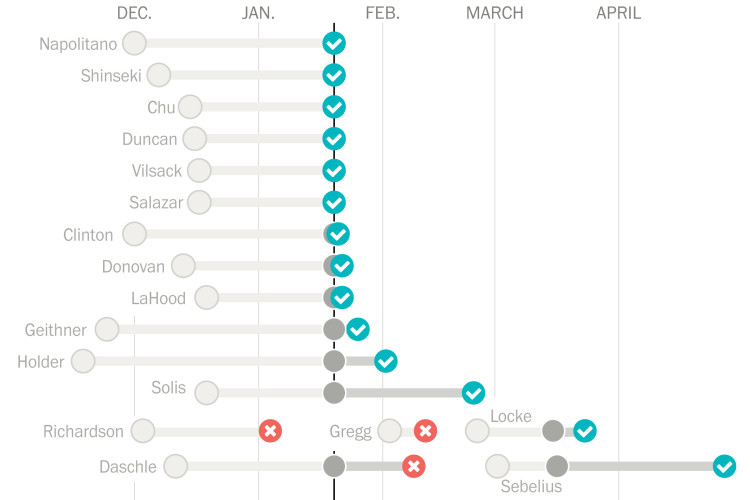 DEC. JAN. FEB. MARCH APRIL
Napolitano
Shinseki
Chu
Duncan
Vilsack
Salazar
Clinton
Donovan
LaHood
Geithner
Holder
Solis
Richardson Gregg Locke
Daschle Sebelius